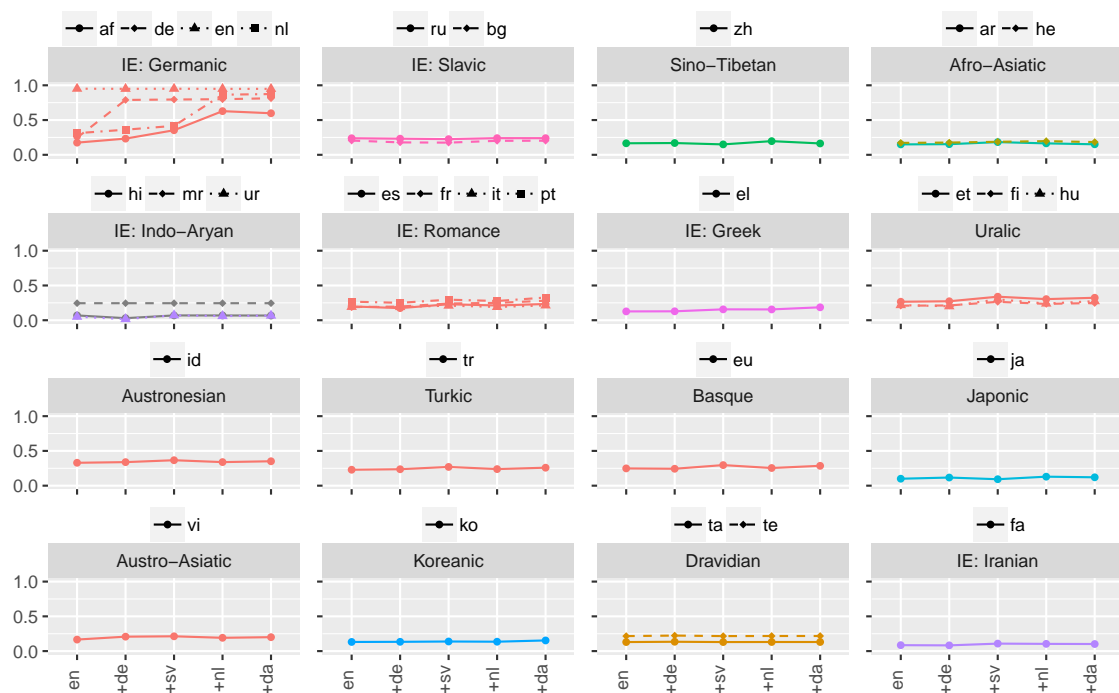 af de en nl
ru bg
zh
ar he
IE: Germanic
IE: Slavic
Sino−Tibetan
Afro−Asiatic
1.0
0.5
0.0
hi mr ur
es fr it pt
el
et fi hu
IE: Indo−Aryan
IE: Romance
IE: Greek
Uralic
1.0
0.5
0.0
id
tr
eu
ja
Austronesian
Turkic
Basque
Japonic
1.0
0.5
0.0
vi
ko
ta te
fa
Austro−Asiatic
Koreanic
Dravidian
IE: Iranian
1.0
0.5
0.0
en +de +sv +nl +da
en +de +sv +nl +da
en +de +sv +nl +da
en +de +sv +nl +da